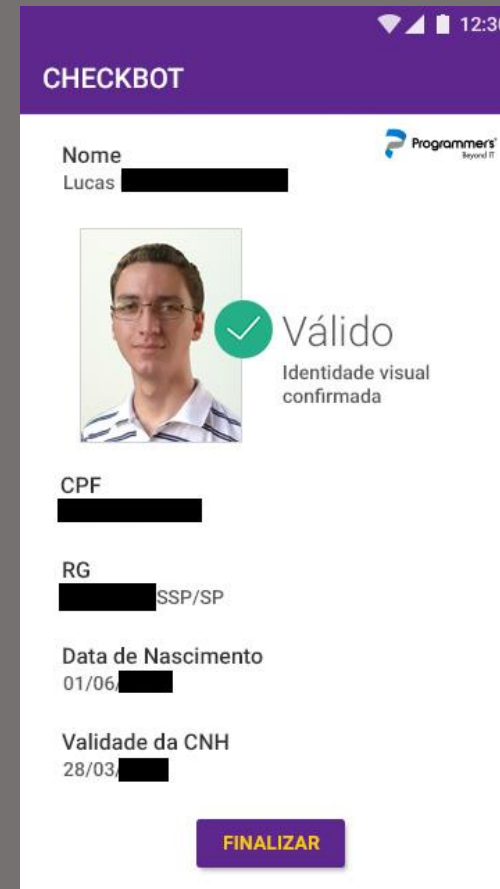 12:30
CHECKBOT
Programmers
Beyond IT
Nome
Lucas
Válido
Identidade visual
confirmada
CPF
RG
SSP/SP
Data de Nascimento
01/06/
Validade da CNH
28/03/
FINALIZAR